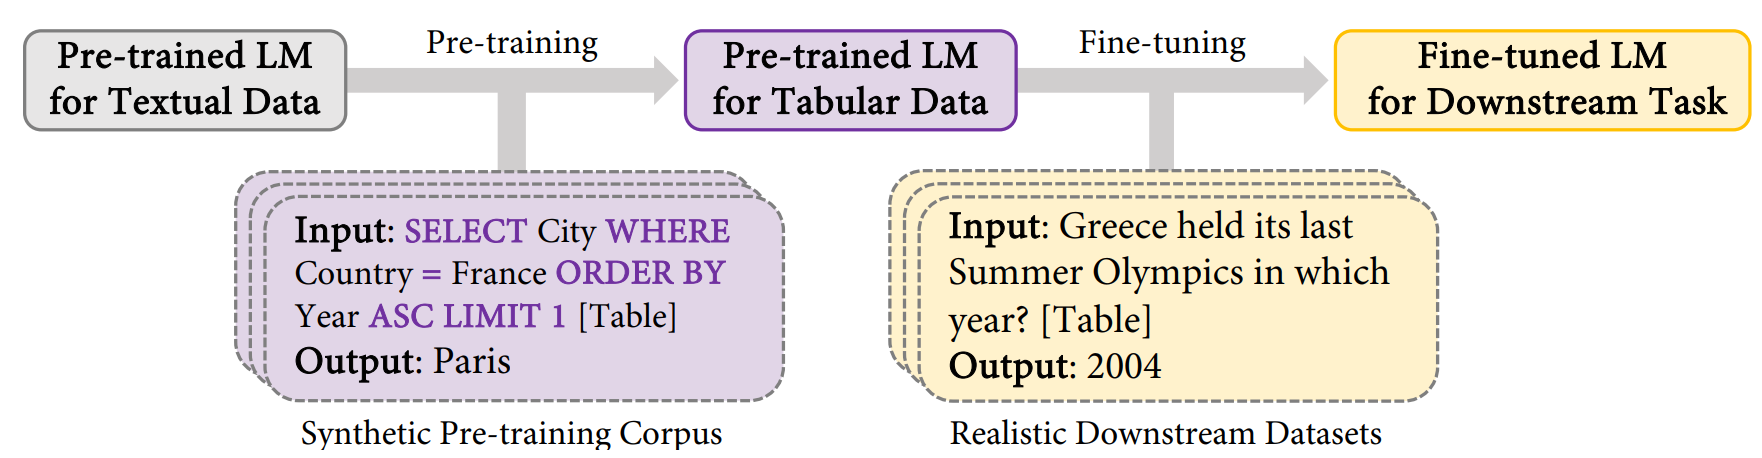 Pre-trained LM
for Textual Data
Pre-training
Pre-trained LM
for Tabular Data
Fine-tuning
Fine-tuned LM
for Downstream Task
Input: SELECT City WHERE
Country = France ORDER BY
Year ASC LIMIT 1 [Table]
Output: Paris
Synthetic Pre-training Corpus
Input: Greece held its last
Summer Olympics in which
year? [Table]
Output: 2004
Realistic Downstream Datasets